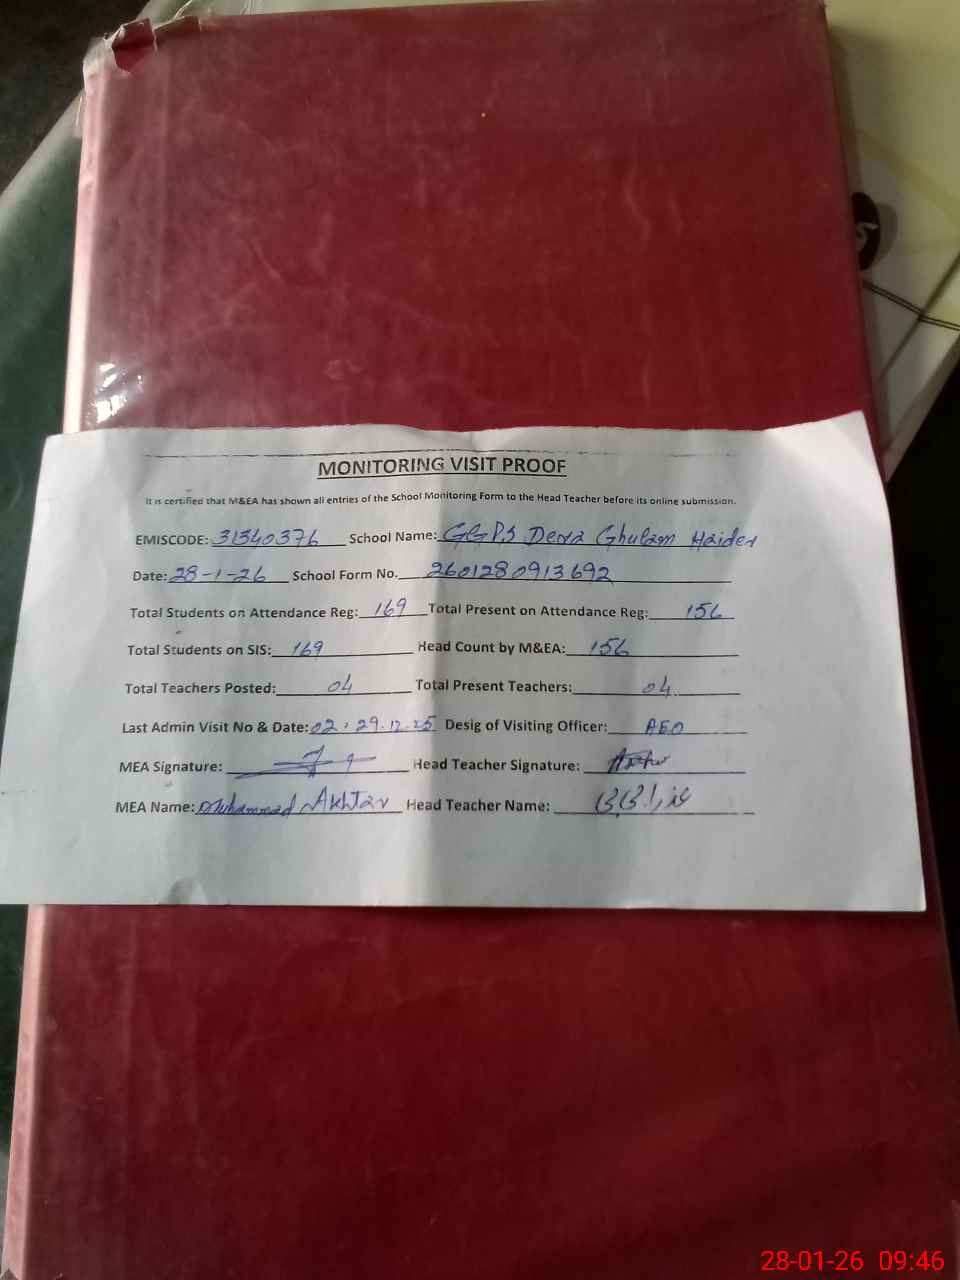 MONITORING VISIT PROOF
It is certified that M&EA has shown all entries of the School Monitoring Form to the Head Teacher before its online submission.
EMISCODE: 31340376 School Name: GGPS Dera Ghulam Haider
Date: 28-1-26 School Form No. 2601280913692
Total Students on Attendance Reg: 169 Total Present on Attendance Reg: 156
Total Students on SIS: 169 Head Count by M&EA: 156
Total Teachers Posted: 04 Total Present Teachers: 04
Last Admin Visit No & Date: 02, 29.12.25 Desig of Visiting Officer: AEO
MEA Signature: Head Teacher Signature:
MEA Name: Muhammad Akhtar Head Teacher Name:
28-01-26 09:46